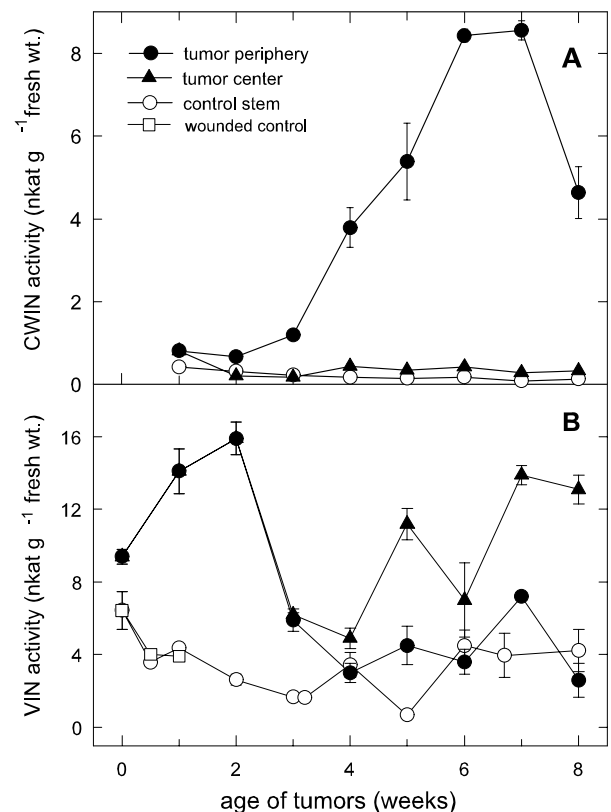 A
tumor periphery
tumor center
control stem
wounded control
CWIN activity (nkat g -1 fresh wt.)
8
6
4
2
0
B
VIN activity (nkat g -1 fresh wt.)
16
12
8
4
0
0 2 4 6 8
age of tumors (weeks)